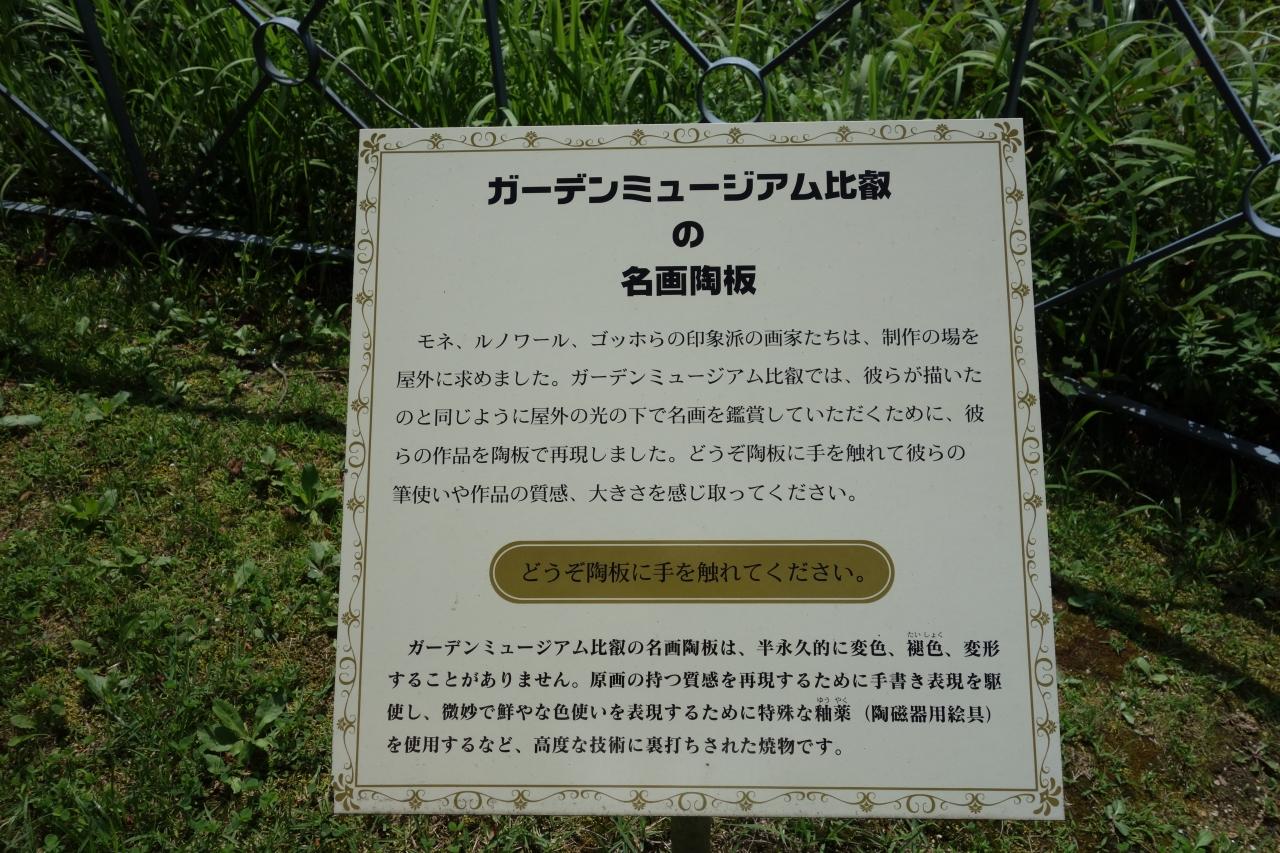 ガーデンミュージアム比叡
の
名画陶板
モネ、ルノワール、ゴッホらの印象派の画家たちは、制作の場を
屋外に求めました。ガーデンミュージアム比叡では、彼らが描いた
のと同じように屋外の光の下で名画を鑑賞していただくために、彼
らの作品を陶板で再現しました。どうぞ陶板に手を触れて彼らの
筆使いや作品の質感、大きさを感じ取ってください。
どうぞ陶板に手を触れてください。
たいしょく
ガーデンミュージアム比叡の名画陶板は、半永久的に変色、褪色、変形
することがありません。原画の持つ質感を再現するために手書き表現を駆
ゆうやく
使し、微妙で鮮やかな色使いを表現するために特殊な釉薬（陶磁器用絵具）
を使用するなど、高度な技術に裏打ちされた焼物です。